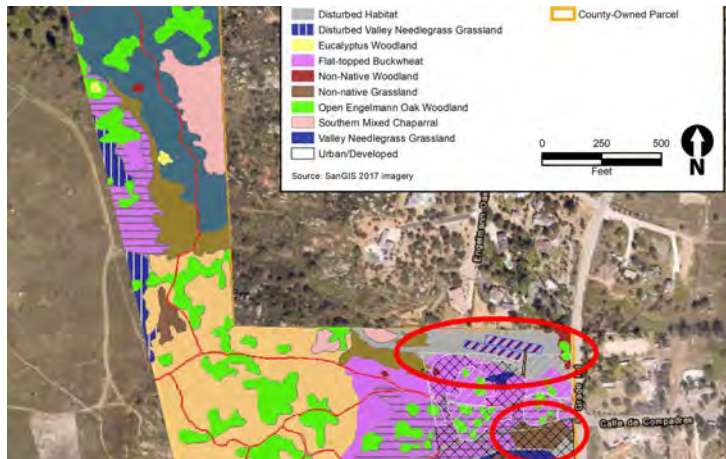 Disturbed Habitat
Disturbed Valley Needlegrass Grassland
Eucalyptus Woodland
Flat-topped Buckwheat
Non-Native Woodland
Non-native Grassland
Open Engelmann Oak Woodland
Southern Mixed Chaparral
Valley Needlegrass Grassland
Urban/Developed
County-Owned Parcel
0 250 500
Feet
N
Source: SanGIS 2017 imagery
Engelmann Oak
Calle de Compadres